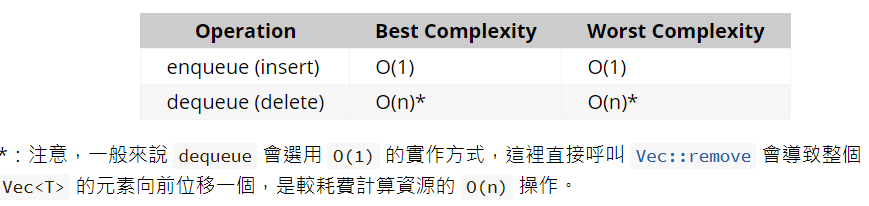 Operation Best Complexity Worst Complexity
enqueue (insert) O(1) O(1)
dequeue (delete) O(n)* O(n)*
*：注意，一般來說 dequeue 會選用 O(1) 的實作方式，這裡直接呼叫 Vec::remove 會導致整個
Vec<T> 的元素向前位移一個，是較耗費計算資源的 O(n) 操作。